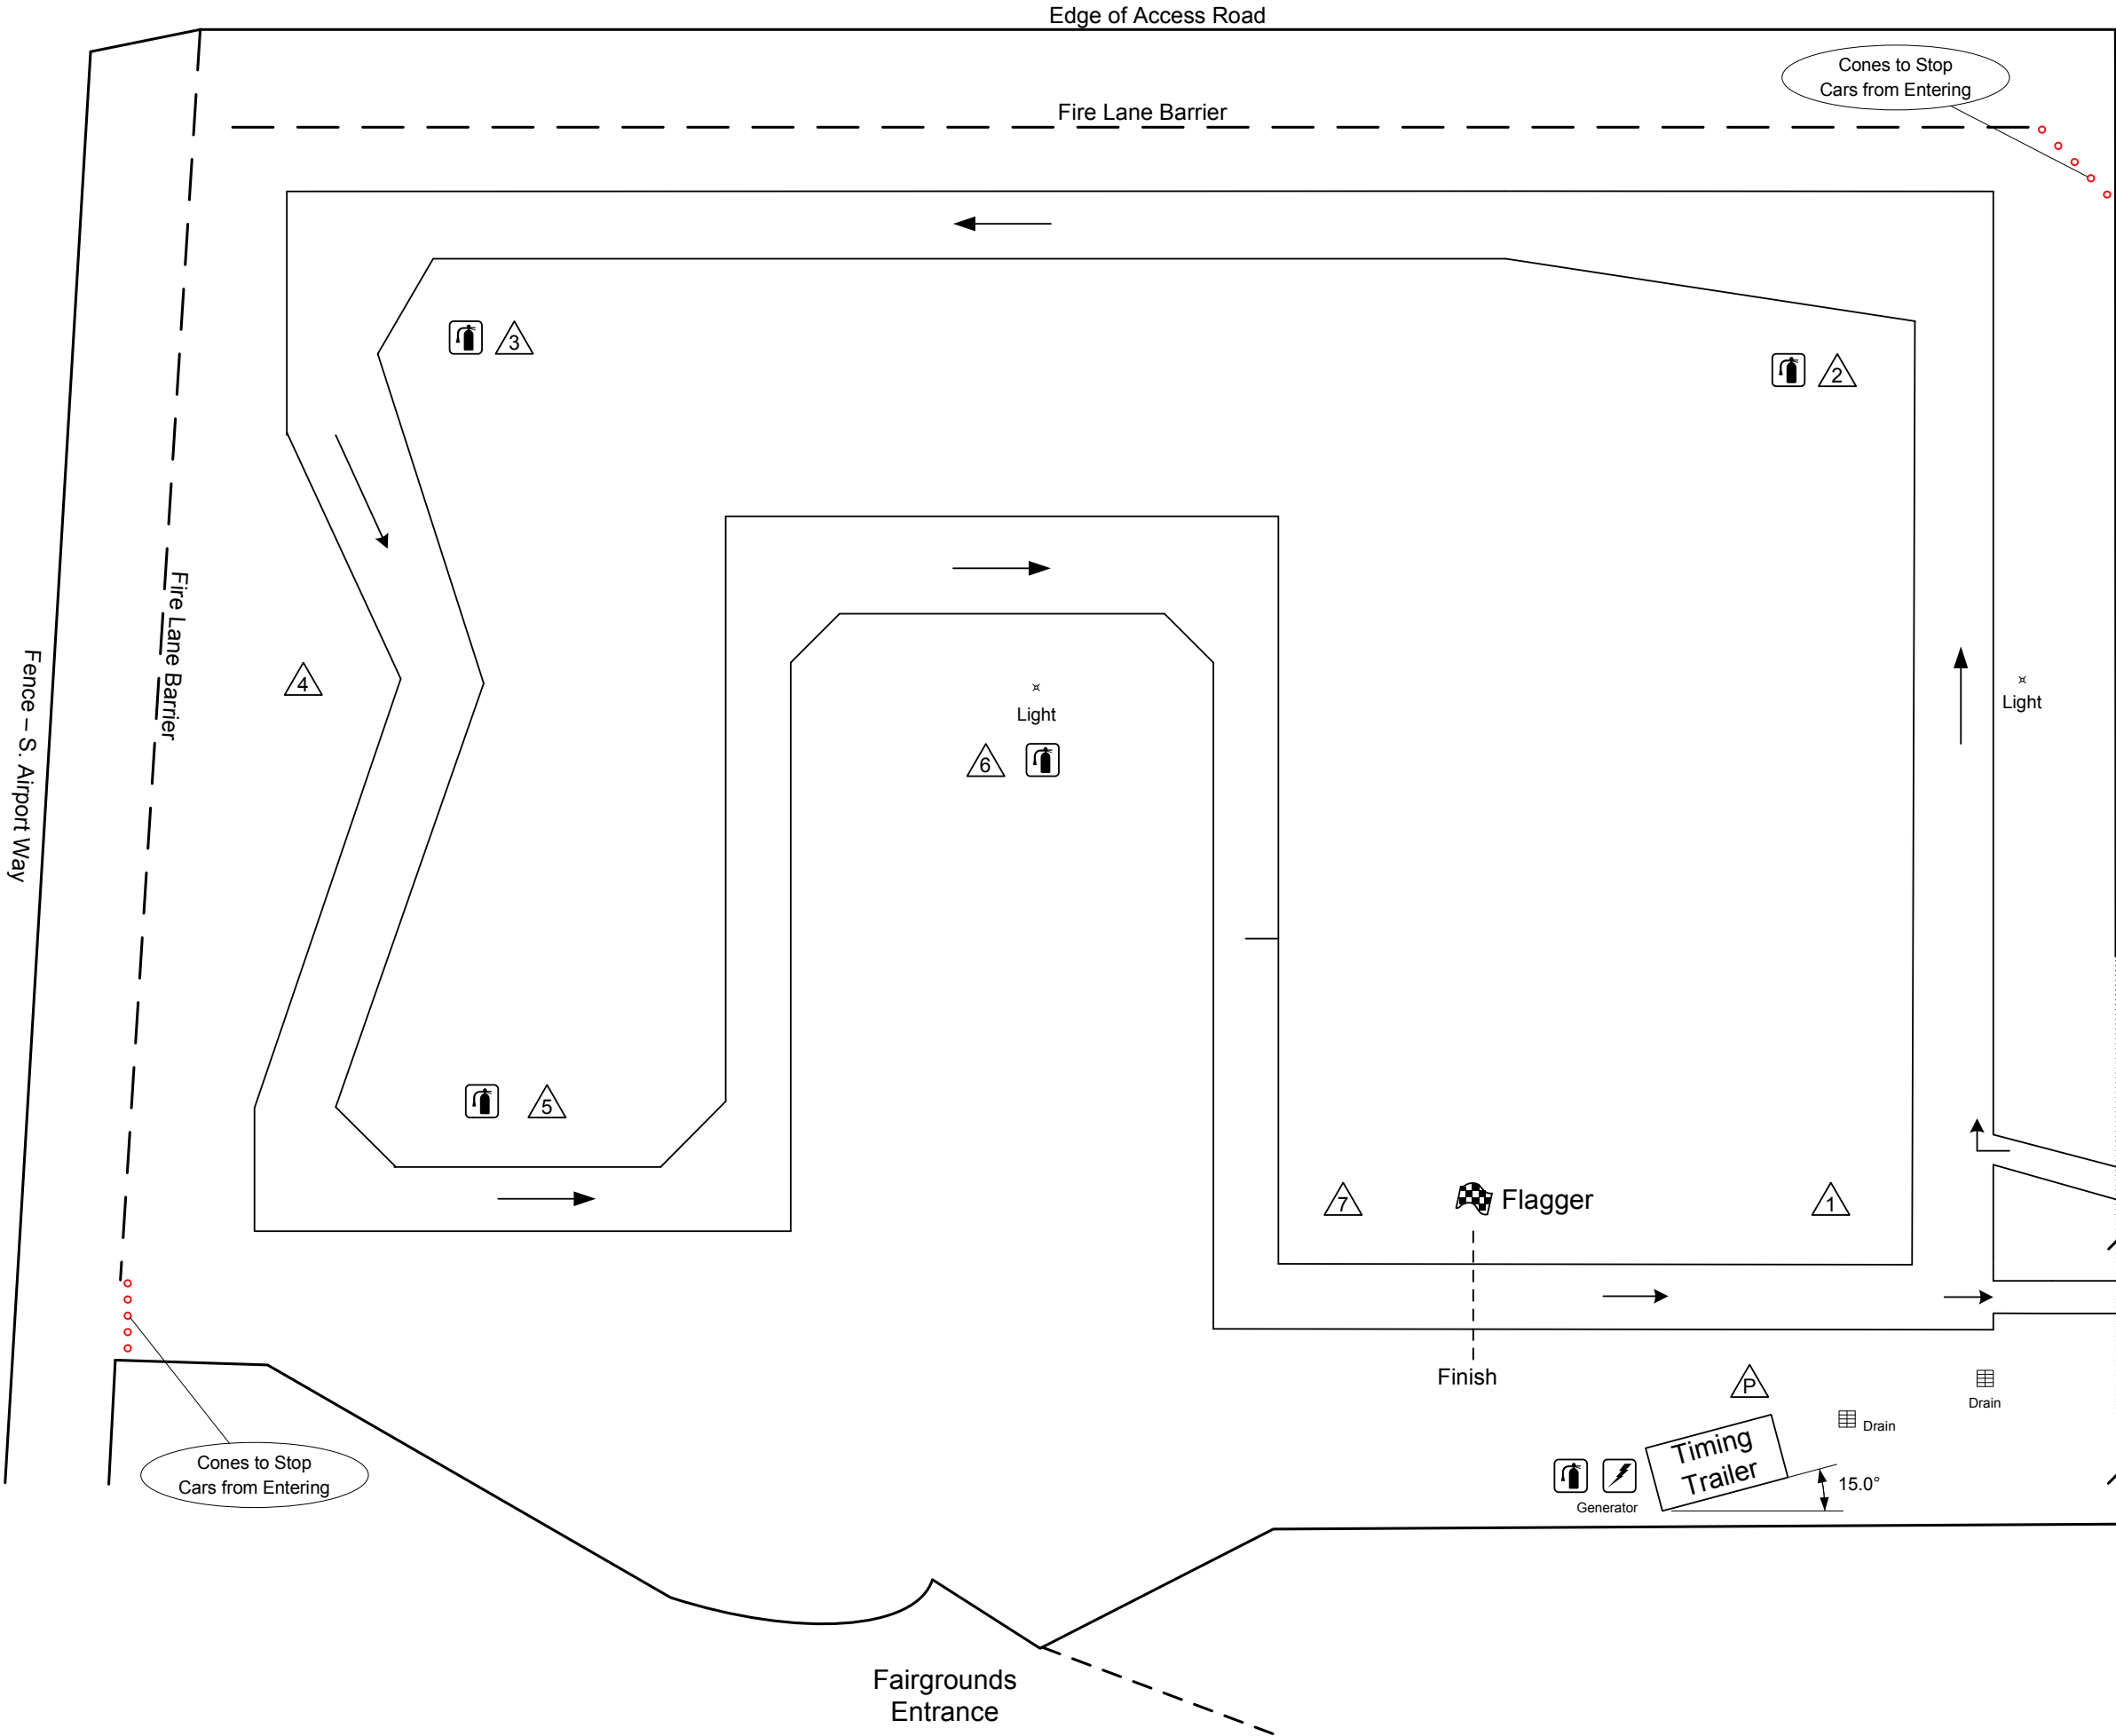 Edge of Access Road
Cones to Stop
Cars from Entering
Fire Lane Barrier
3
2
Fire Lane Barrier
Fence – S. Airport Way
4
Light
Light
6
5
7
Flagger
1
Finish
P
Drain
Drain
Timing
Trailer
15.0°
Generator
Cones to Stop
Cars from Entering
Fairgrounds
Entrance